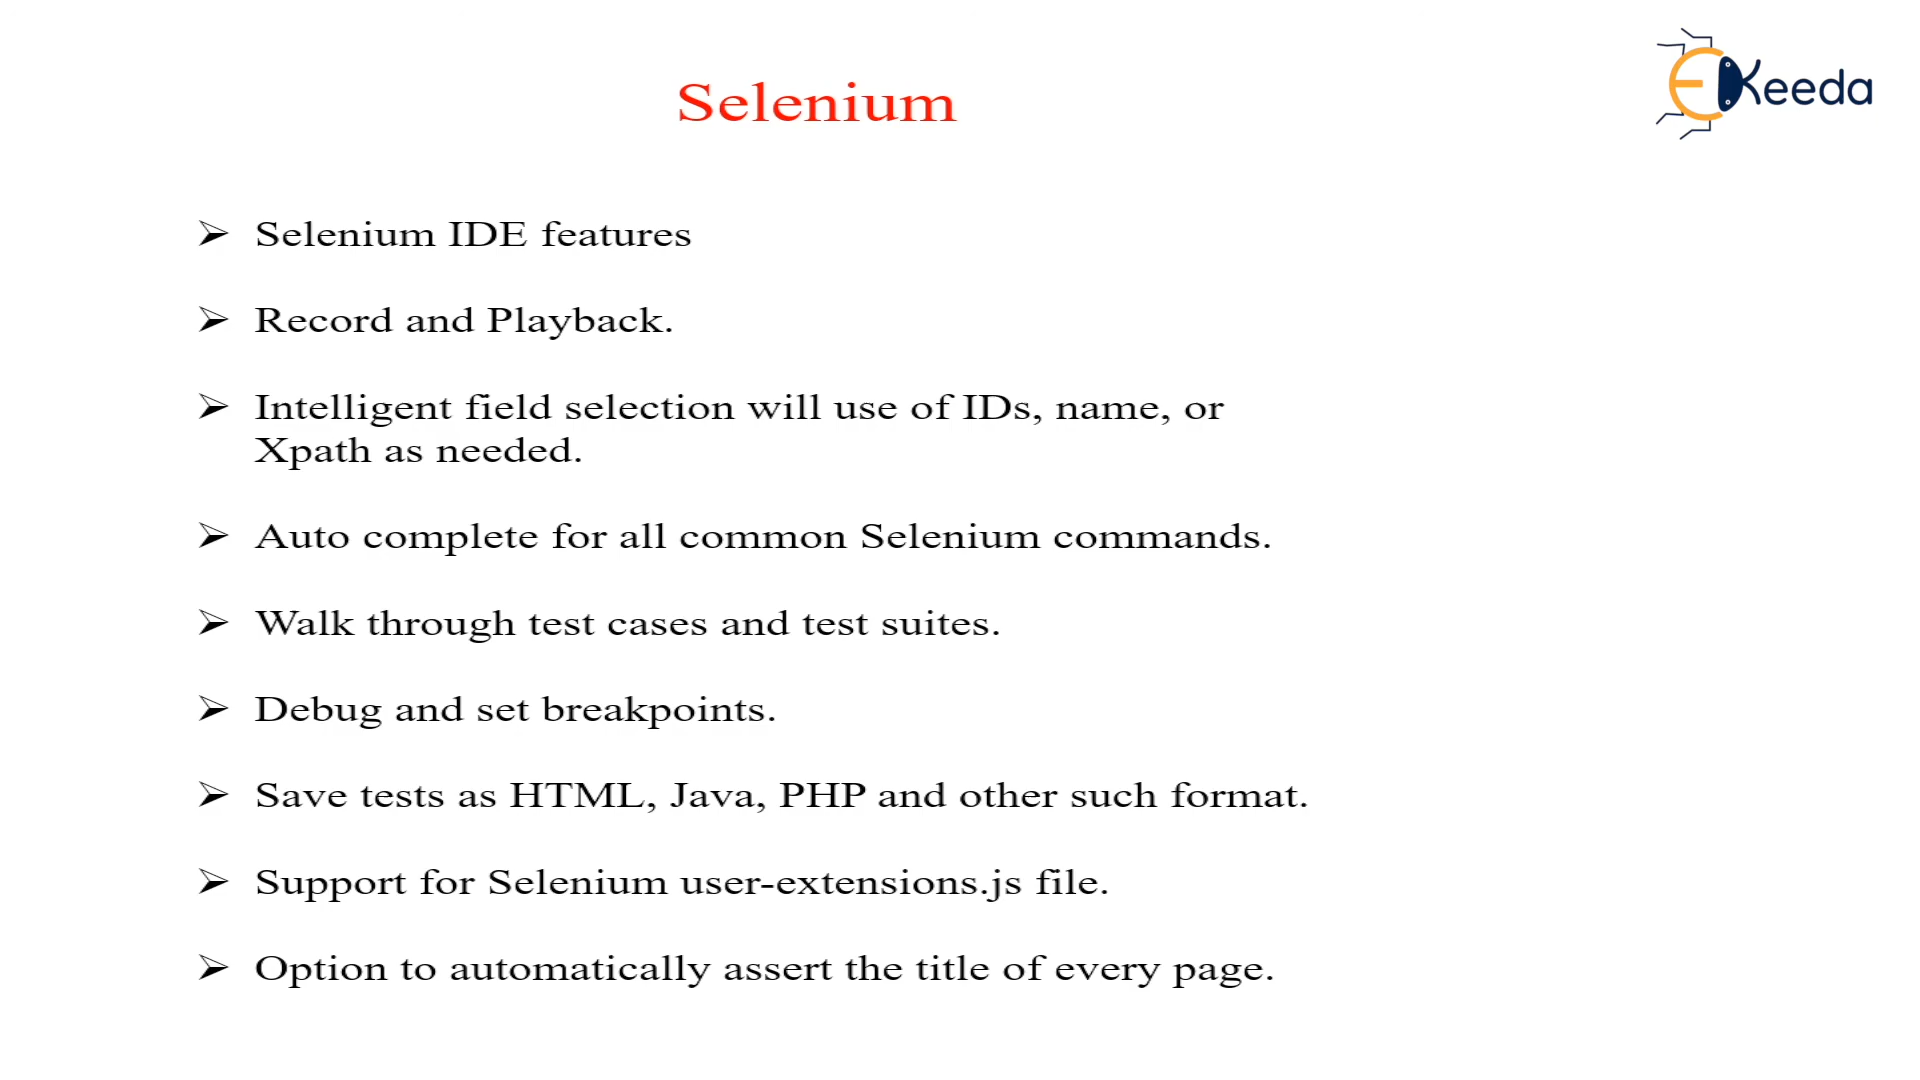 Selenium
EKeeda
➢ Selenium IDE features
➢ Record and Playback.
➢ Intelligent field selection will use of IDs, name, or
Xpath as needed.
➢ Auto complete for all common Selenium commands.
➢ Walk through test cases and test suites.
➢ Debug and set breakpoints.
➢ Save tests as HTML, Java, PHP and other such format.
➢ Support for Selenium user-extensions.js file.
➢ Option to automatically assert the title of every page.